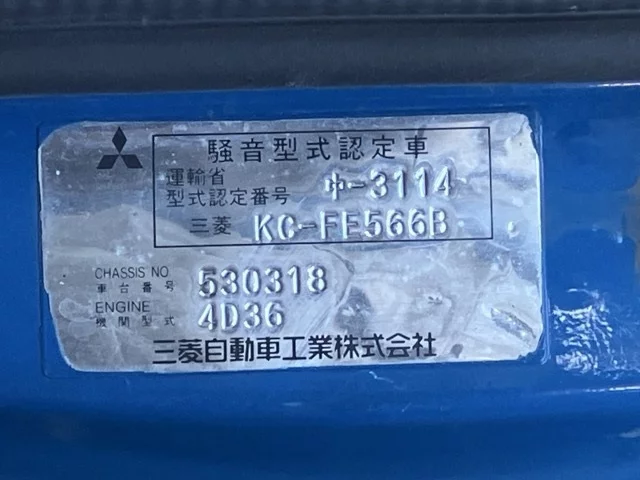 騒音型式認定車
運輸省
型式認定番号 中-3114
三菱 KC-FE566B
CHASSIS NO
車台番号 530318
ENGINE
機関型式 4D36
三菱自動車工業株式会社